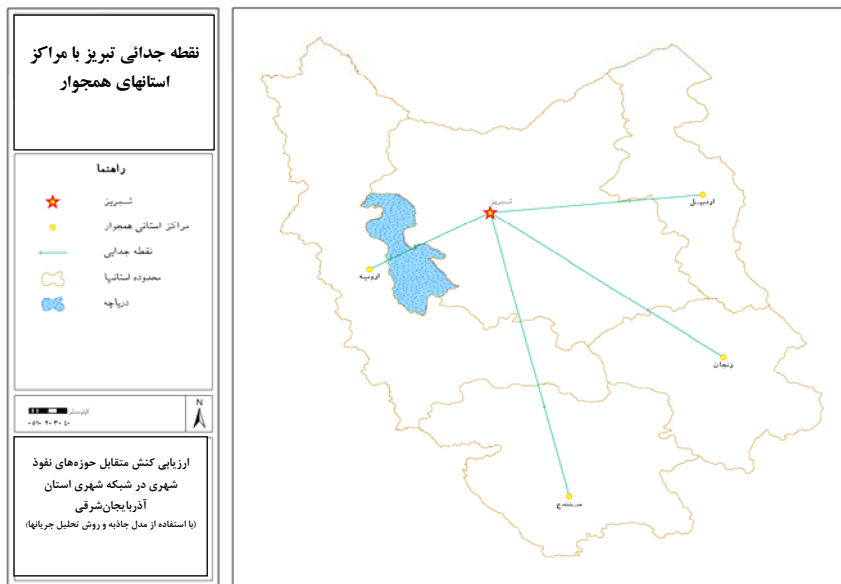 نقطه جدائی تبریز با مراکز
استانهای همجوار
راهنما
تبریز
مراکز استانی همجوار
نقطه جدایی
محدوده استانها
دریاچه
کیلومتر
N
ارزیابی کنش متقابل حوزه‌های نفوذ
شهری در شبکه شهری استان
آذربایجان‌شرقی
(با استفاده از مدل جاذبه و روش تحلیل جریانها)
تبریز
اردبیل
ارومیه
زنجان
سنندج